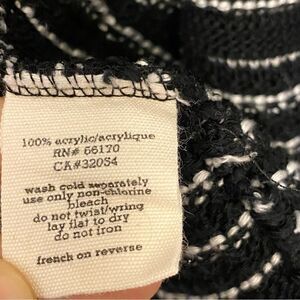 100% acrylic/acrylique
RN# 56170
CA#32054
wash cold separately
use only non-chlorine
bleach
do not twist/wring
lay flat to dry
do not iron
french on reverse